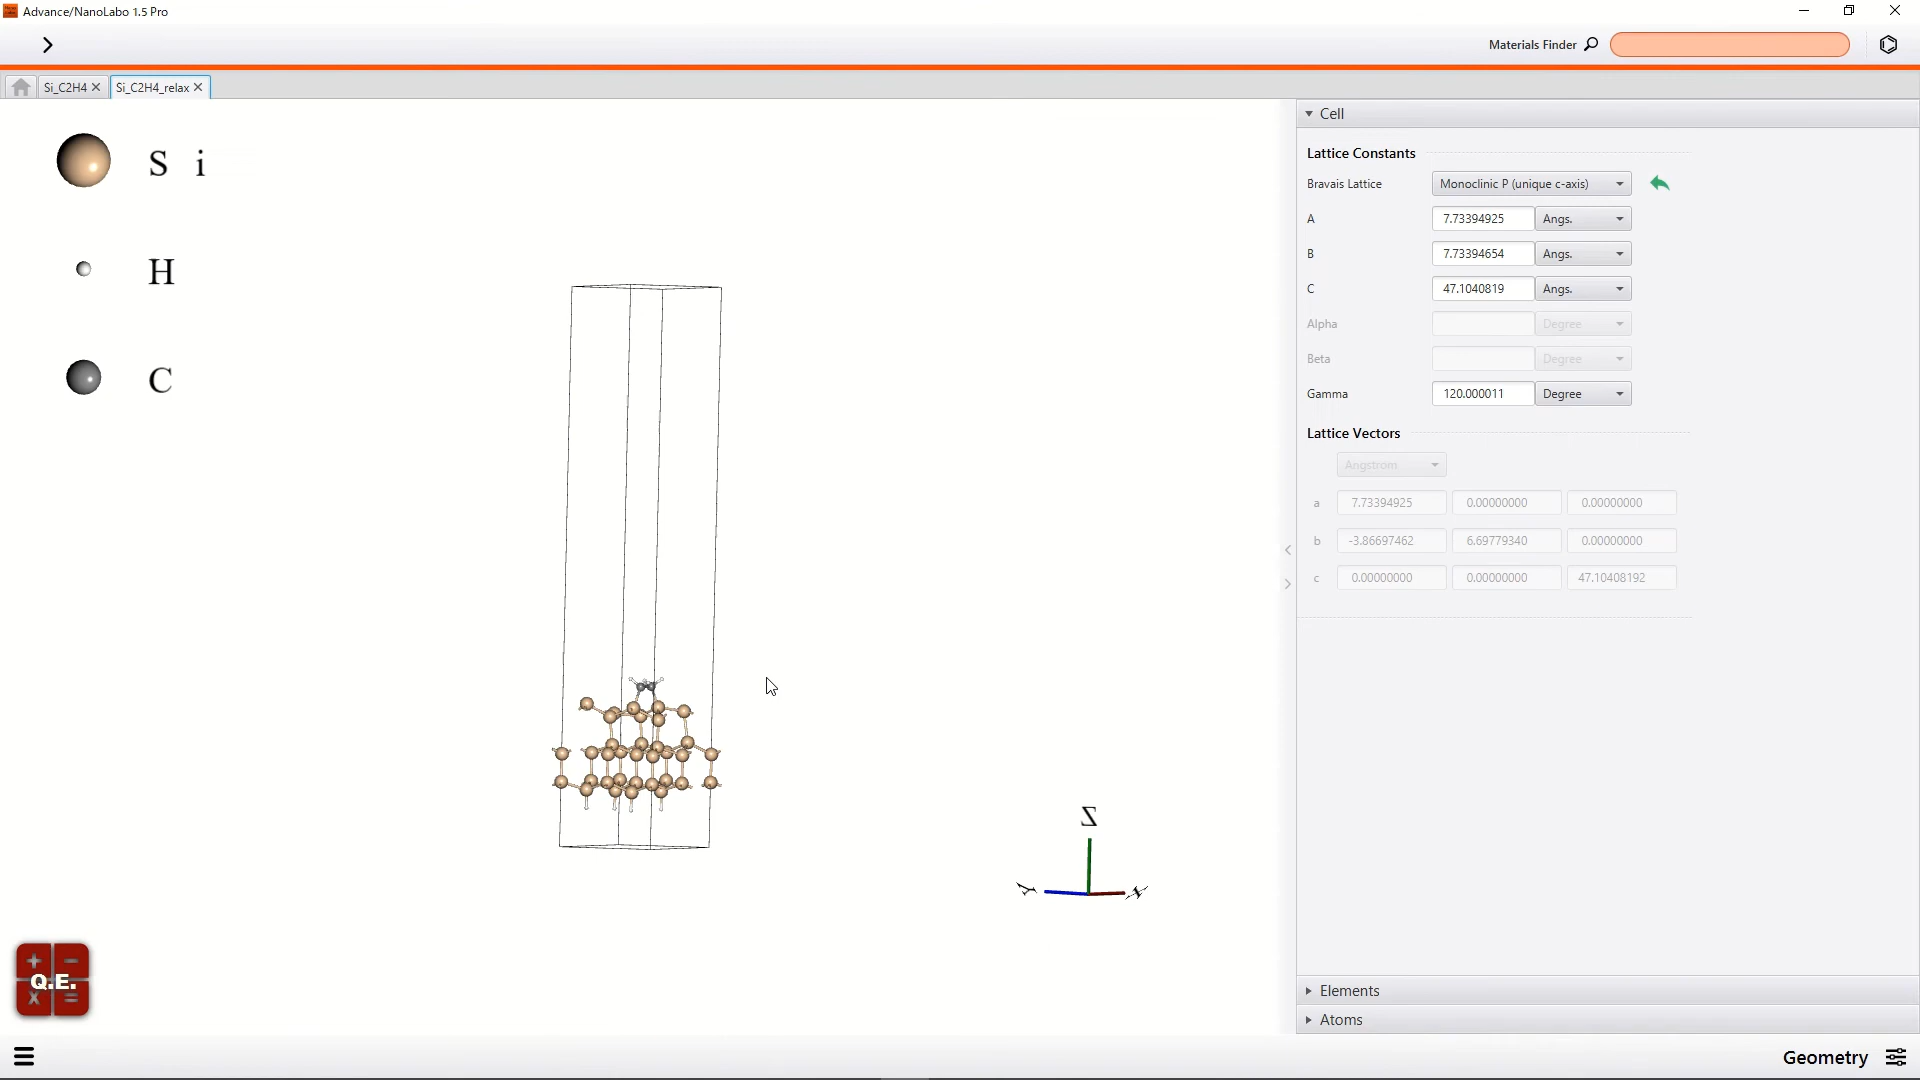 Advance/NanoLabo 1.5 Pro
Materials Finder
Si_C2H4
Si_C2H4_relax
Cell
S i
H
C
Lattice Constants
Bravais Lattice Monoclinic P (unique c-axis)
A 7.73394925 Angs.
B 7.73394654 Angs.
C 47.1040819 Angs.
Alpha Degree
Beta Degree
Gamma 120.000011 Degree
Lattice Vectors
Angstrom
a 7.73394925 0.00000000 0.00000000
b -3.86697462 6.69779340 0.00000000
c 0.00000000 0.00000000 47.10408192
Z
Y X
+ −
Q.E.
x =
Elements
Atoms
Geometry